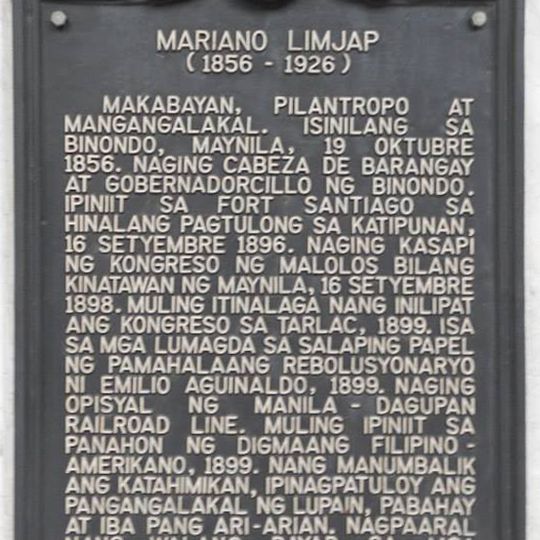 MARIANO LIMJAP
( 1856 - 1926 )
MAKABAYAN, PILANTROPO AT
MANGANGALAKAL. ISINILANG SA
BINONDO, MAYNILA, 19 OKTUBRE
1856. NAGING CABEZA DE BARANGAY
AT GOBERNADORCILLO NG BINONDO.
IPINIIT SA FORT SANTIAGO SA
HINALANG PAGTULONG SA KATIPUNAN,
16 SETYEMBRE 1896. NAGING KASAPI
NG KONGRESO NG MALOLOS BILANG
KINATAWAN NG MAYNILA, 16 SETYEMBRE
1898. MULING ITINALAGA NANG INILIPAT
ANG KONGRESO SA TARLAC, 1899. ISA
SA MGA LUMAGDA SA SALAPING PAPEL
NG PAMAHALAANG REBOLUSYONARYO
NI EMILIO AGUINALDO, 1899. NAGING
OPISYAL NG MANILA - DAGUPAN
RAILROAD LINE. MULING IPINIIT SA
PANAHON NG DIGMAANG FILIPINO -
AMERIKANO, 1899. NANG MANUMBALIK
ANG KATAHIMIKAN, IPINAGPATULOY ANG
PANGANGALAKAL NG LUPAIN, PABAHAY
AT IBA PANG ARI-ARIAN. NAGPAARAL